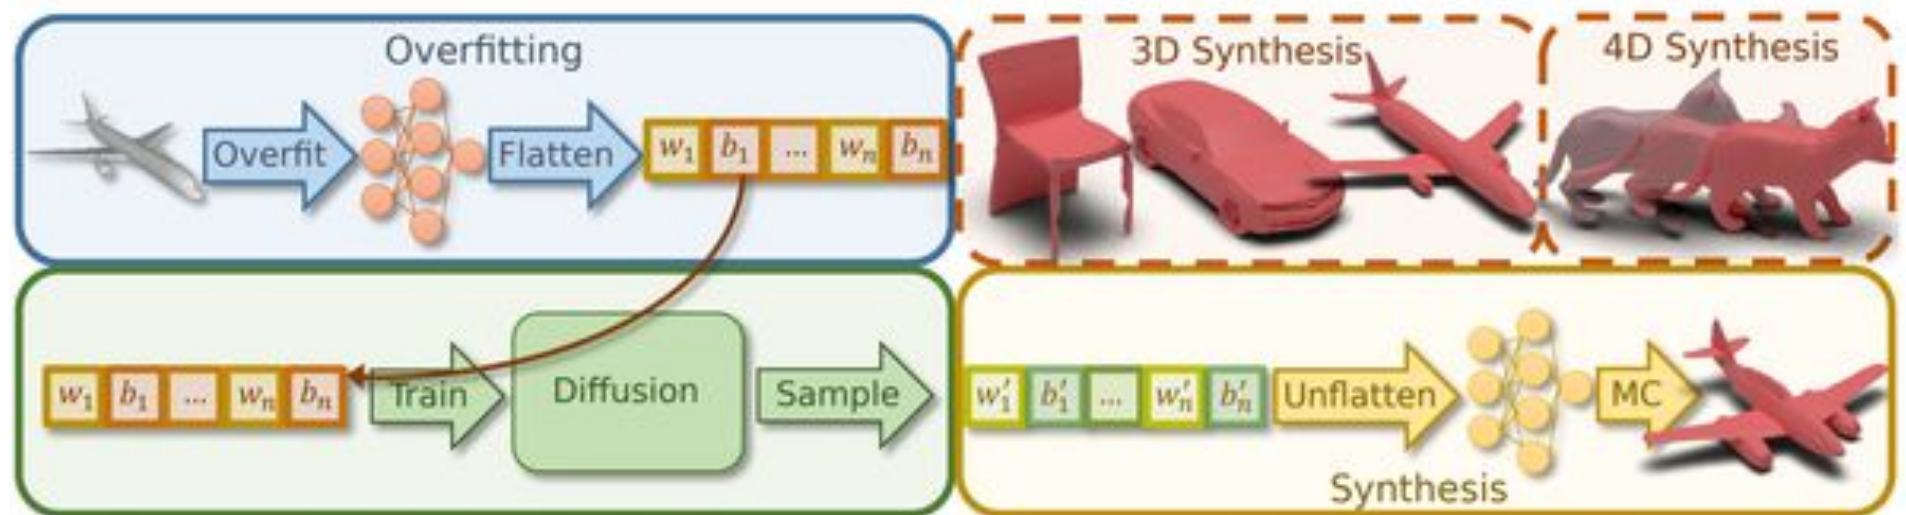 Overfitting
Overfit
Flatten
w₁ b₁ ... wₙ bₙ
3D Synthesis
4D Synthesis
w₁ b₁ ... wₙ bₙ
Train
Diffusion
Sample
w′₁ b′₁ ... w′ₙ b′ₙ
Unflatten
MC
Synthesis